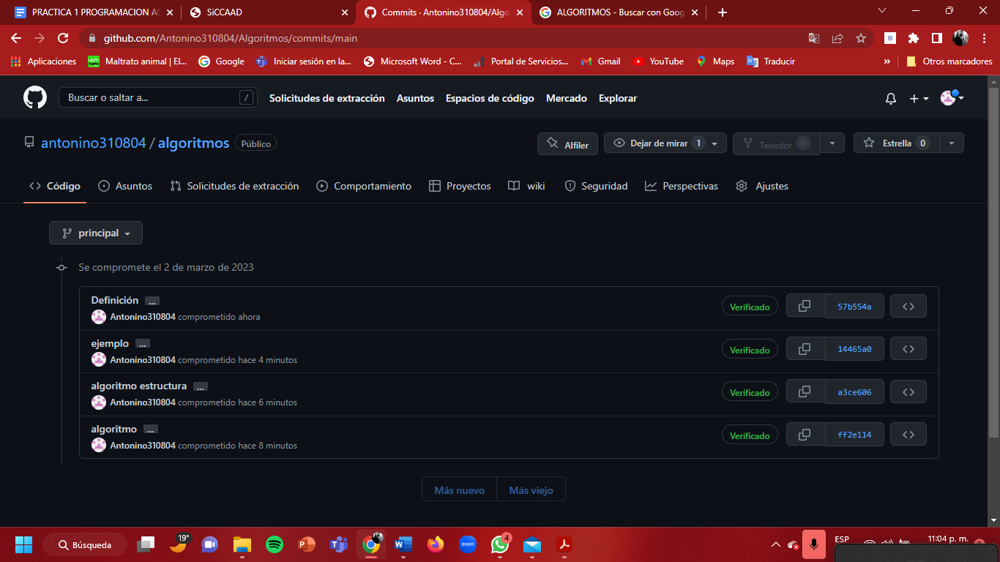 PRACTICA 1 PROGRAMACION AC
SiCCAAD
Commits · Antonino310804/Algo
ALGORITMOS - Buscar con Goog
github.com/Antonino310804/Algoritmos/commits/main
Aplicaciones
Maltrato animal | El...
Google
Iniciar sesión en la...
Microsoft Word - C...
Portal de Servicios...
Gmail
YouTube
Maps
Traducir
»
Otros marcadores
Buscar o saltar a...
/
Solicitudes de extracción
Asuntos
Espacios de código
Mercado
Explorar
antonino310804 / algoritmos
Público
Alfiler
Dejar de mirar 1
Tenedor 0
Estrella 0
Código
Asuntos
Solicitudes de extracción
Comportamiento
Proyectos
wiki
Seguridad
Perspectivas
Ajustes
principal
Se compromete el 2 de marzo de 2023
Definición ...
Antonino310804 comprometido ahora
Verificado
57b554a
ejemplo ...
Antonino310804 comprometido hace 4 minutos
Verificado
14465a0
algoritmo estructura ...
Antonino310804 comprometido hace 6 minutos
Verificado
a3ce606
algoritmo ...
Antonino310804 comprometido hace 8 minutos
Verificado
ff2e114
Más nuevo
Más viejo
Búsqueda
19°
zoom
4
ESP
11:04 p. m.